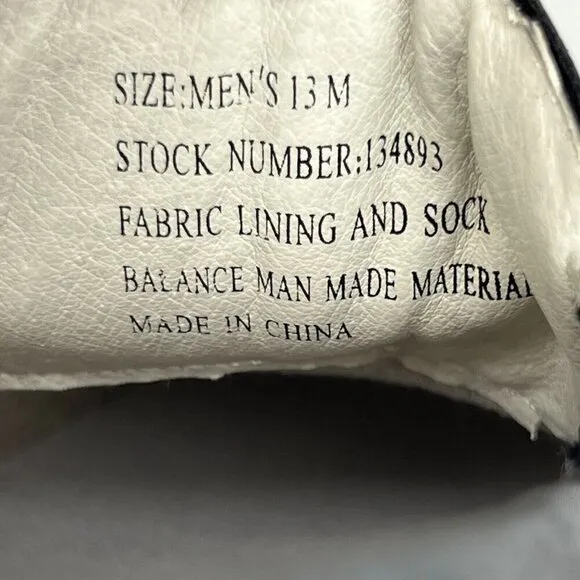 SIZE:MEN'S 13 M
STOCK NUMBER:134893
FABRIC LINING AND SOCK
BALANCE MAN MADE MATERIAL
MADE IN CHINA